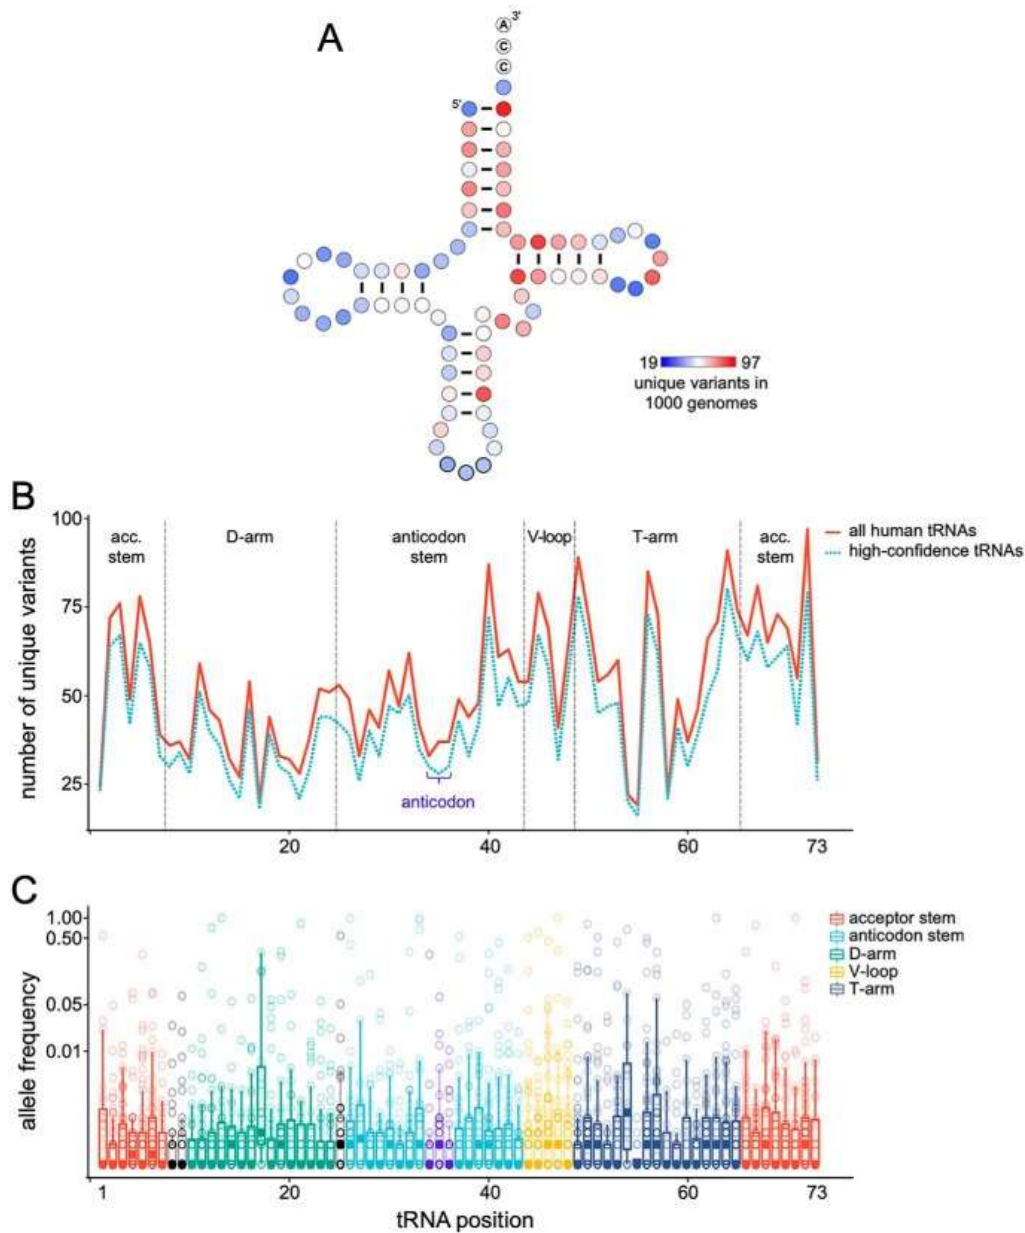 A
3'
A
C
C
5'
19 97
unique variants in
1000 genomes
B
number of unique variants
100
75
50
25
acc.
stem
D-arm
anticodon
stem
V-loop
T-arm
acc.
stem
all human tRNAs
high-confidence tRNAs
anticodon
20 40 60 73
C
allele frequency
1.00
0.50
0.05
0.01
acceptor stem
anticodon stem
D-arm
V-loop
T-arm
1 20 40 60 73
tRNA position